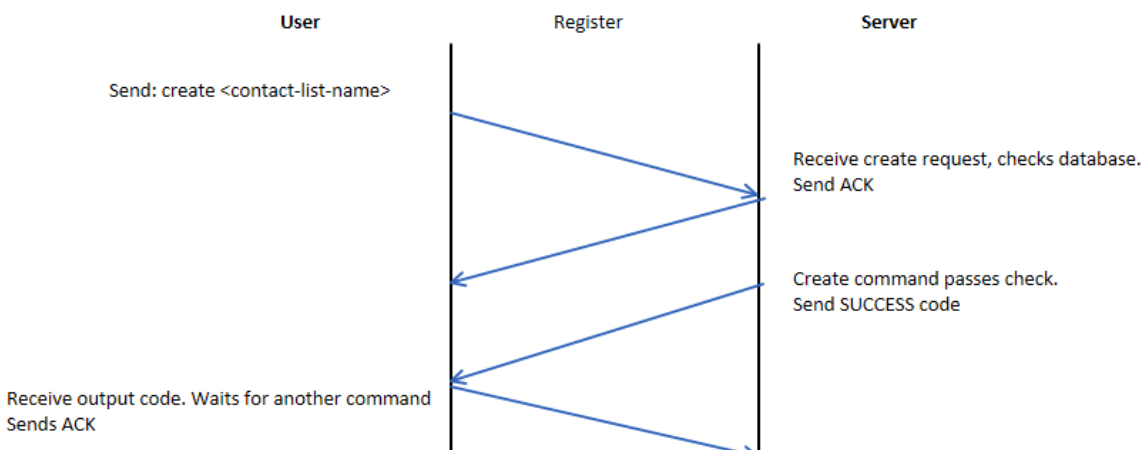 User
Register
Server
Send: create <contact-list-name>
Receive create request, checks database.
Send ACK
Create command passes check.
Send SUCCESS code
Receive output code. Waits for another command
Sends ACK